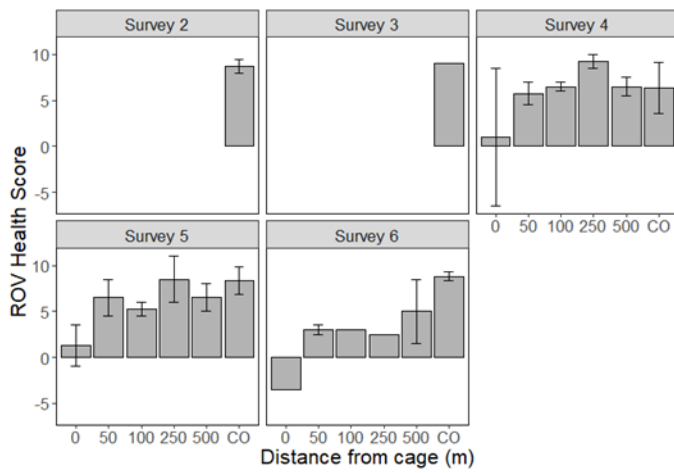 Survey 2 Survey 3 Survey 4
10
5
0
-5
0 50 100 250 500 CO
Survey 5 Survey 6
10
5
0
-5
0 50 100 250 500 CO 0 50 100 250 500 CO
ROV Health Score
Distance from cage (m)